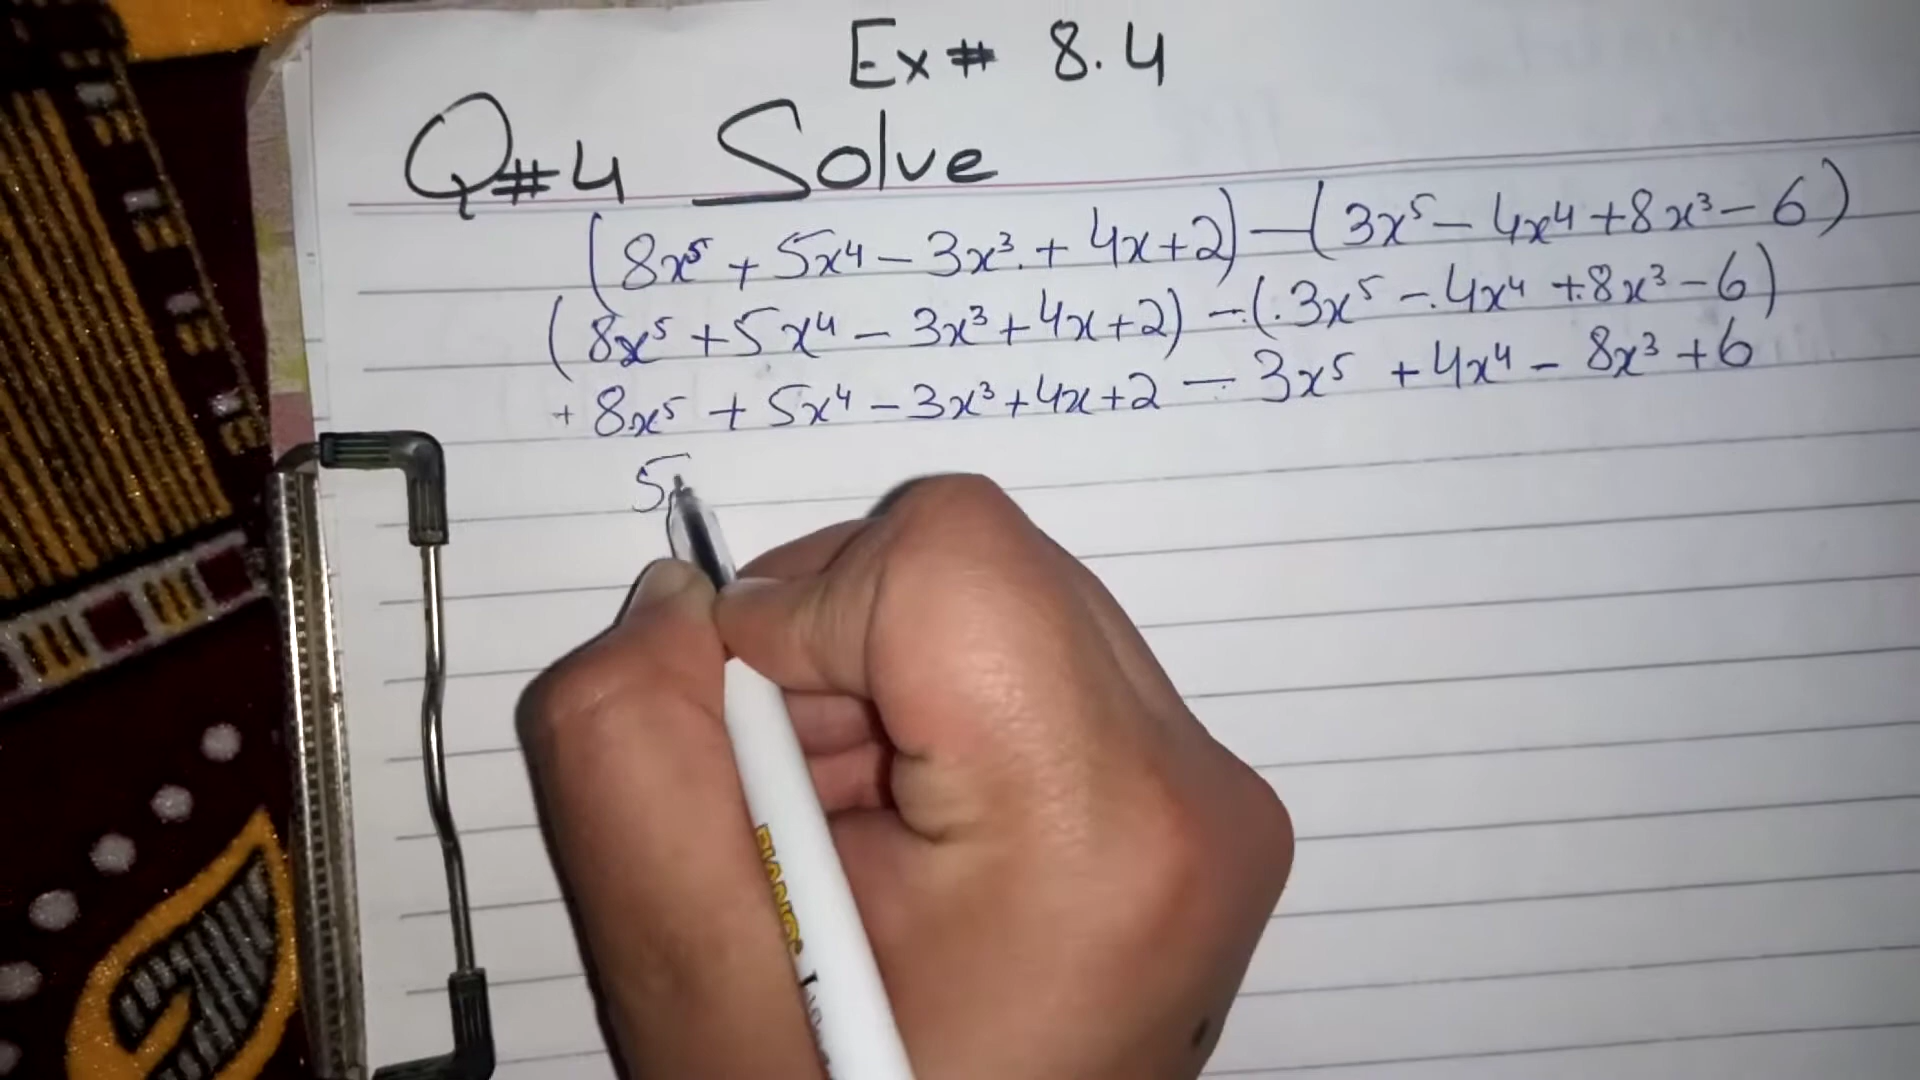 Ex# 8.4
Q#4 Solve
(8x⁵ + 5x⁴ - 3x³ + 4x + 2) - (3x⁵ - 4x⁴ + 8x³ - 6)
(8x⁵ + 5x⁴ - 3x³ + 4x + 2) - (3x⁵ - 4x⁴ + 8x³ - 6)
+ 8x⁵ + 5x⁴ - 3x³ + 4x + 2 - 3x⁵ + 4x⁴ - 8x³ + 6
5